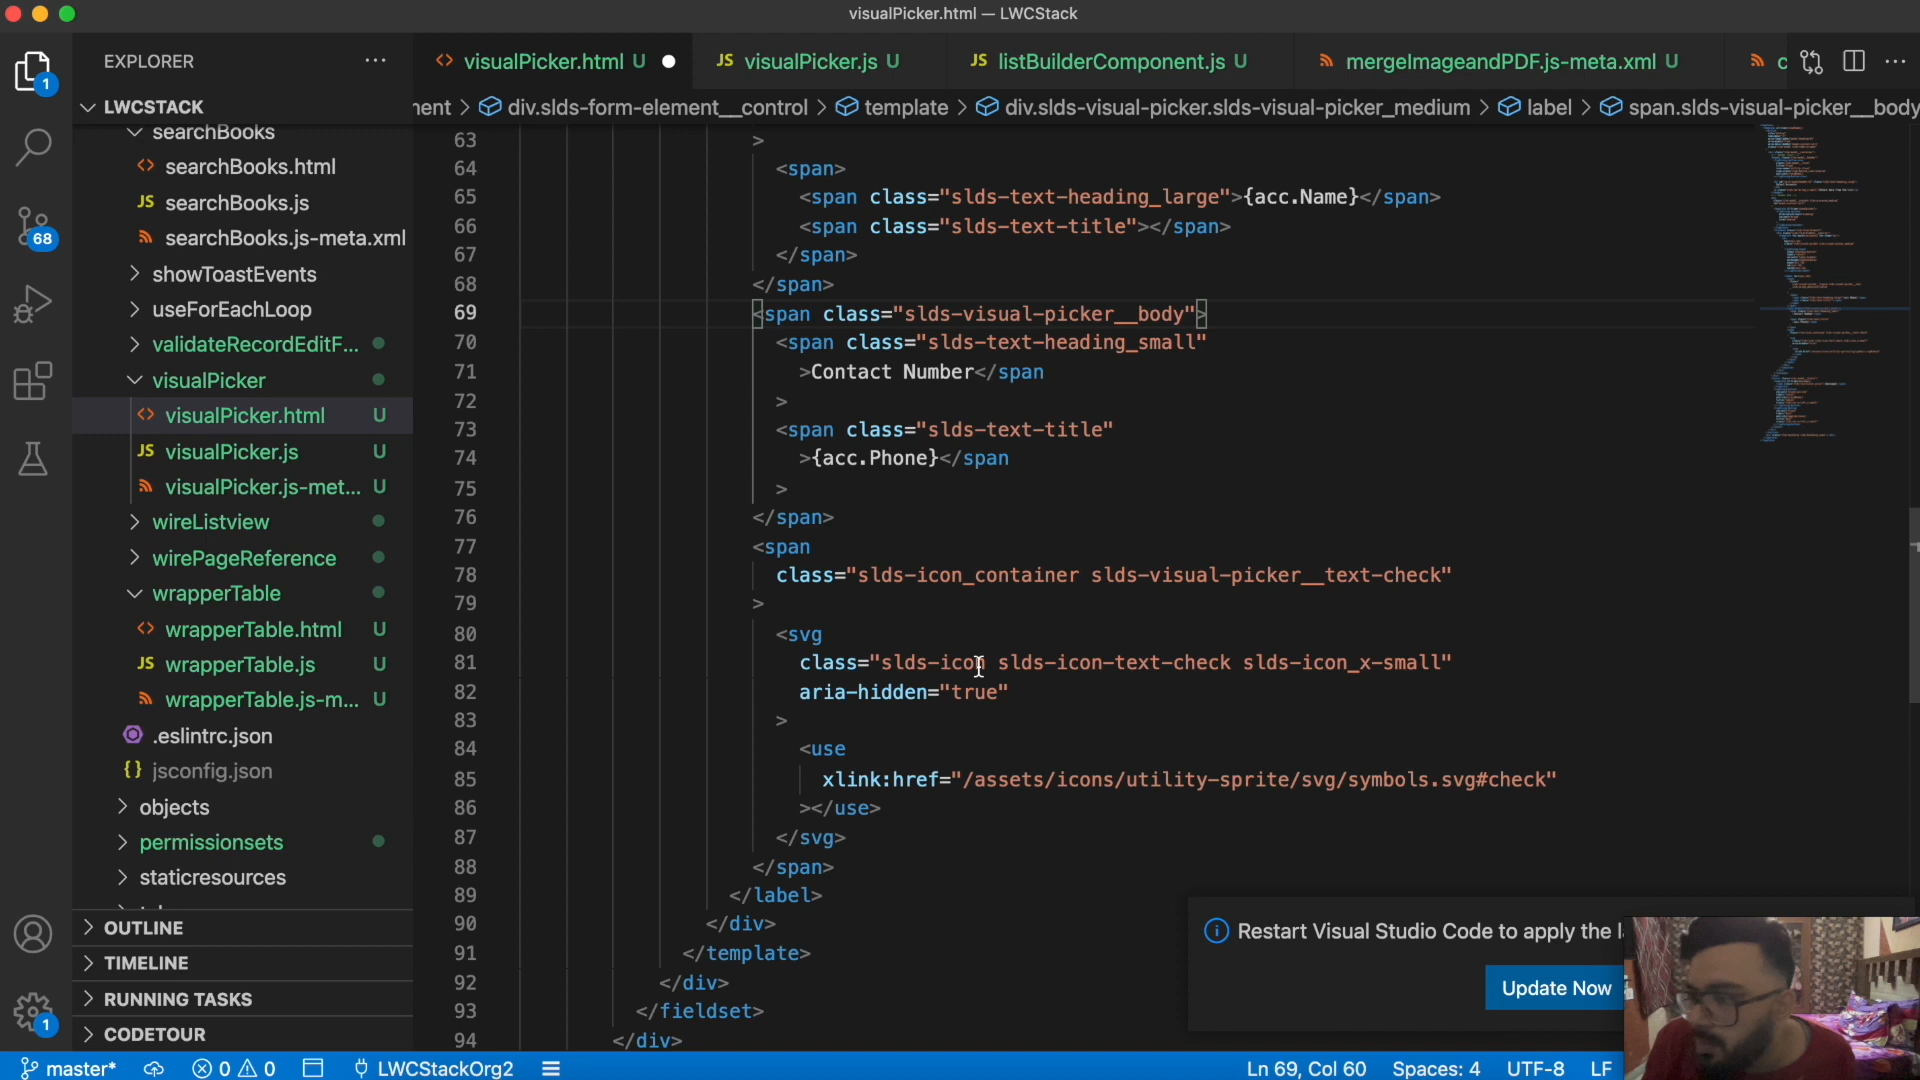 visualPicker.html — LWCStack
EXPLORER
visualPicker.html U
JS visualPicker.js U
JS listBuilderComponent.js U
mergeImageandPDF.js-meta.xml U
LWCSTACK
nent > div.slds-form-element__control > template > div.slds-visual-picker.slds-visual-picker_medium > label > span.slds-visual-picker__body
searchBooks
searchBooks.html
JS searchBooks.js
searchBooks.js-meta.xml
showToastEvents
useForEachLoop
validateRecordEditF...
visualPicker
visualPicker.html U
JS visualPicker.js U
visualPicker.js-met... U
wireListview
wirePageReference
wrapperTable
wrapperTable.html U
JS wrapperTable.js U
wrapperTable.js-m... U
.eslintrc.json
{} jsconfig.json
objects
permissionsets
staticresources
OUTLINE
TIMELINE
RUNNING TASKS
CODETOUR
1
68
1
63 >
64 <span>
65 <span class="slds-text-heading_large">{acc.Name}</span>
66 <span class="slds-text-title"></span>
67 </span>
68 </span>
69 <span class="slds-visual-picker__body">
70 <span class="slds-text-heading_small"
71 >Contact Number</span
72 >
73 <span class="slds-text-title"
74 >{acc.Phone}</span
75 >
76 </span>
77 <span
78 class="slds-icon_container slds-visual-picker__text-check"
79 >
80 <svg
81 class="slds-icon slds-icon-text-check slds-icon_x-small"
82 aria-hidden="true"
83 >
84 <use
85 xlink:href="/assets/icons/utility-sprite/svg/symbols.svg#check"
86 ></use>
87 </svg>
88 </span>
89 </label>
90 </div>
91 </template>
92 </div>
93 </fieldset>
94 </div>
Restart Visual Studio Code to apply the
Update Now
master* 0 0 LWCStackOrg2
Ln 69, Col 60 Spaces: 4 UTF-8 LF